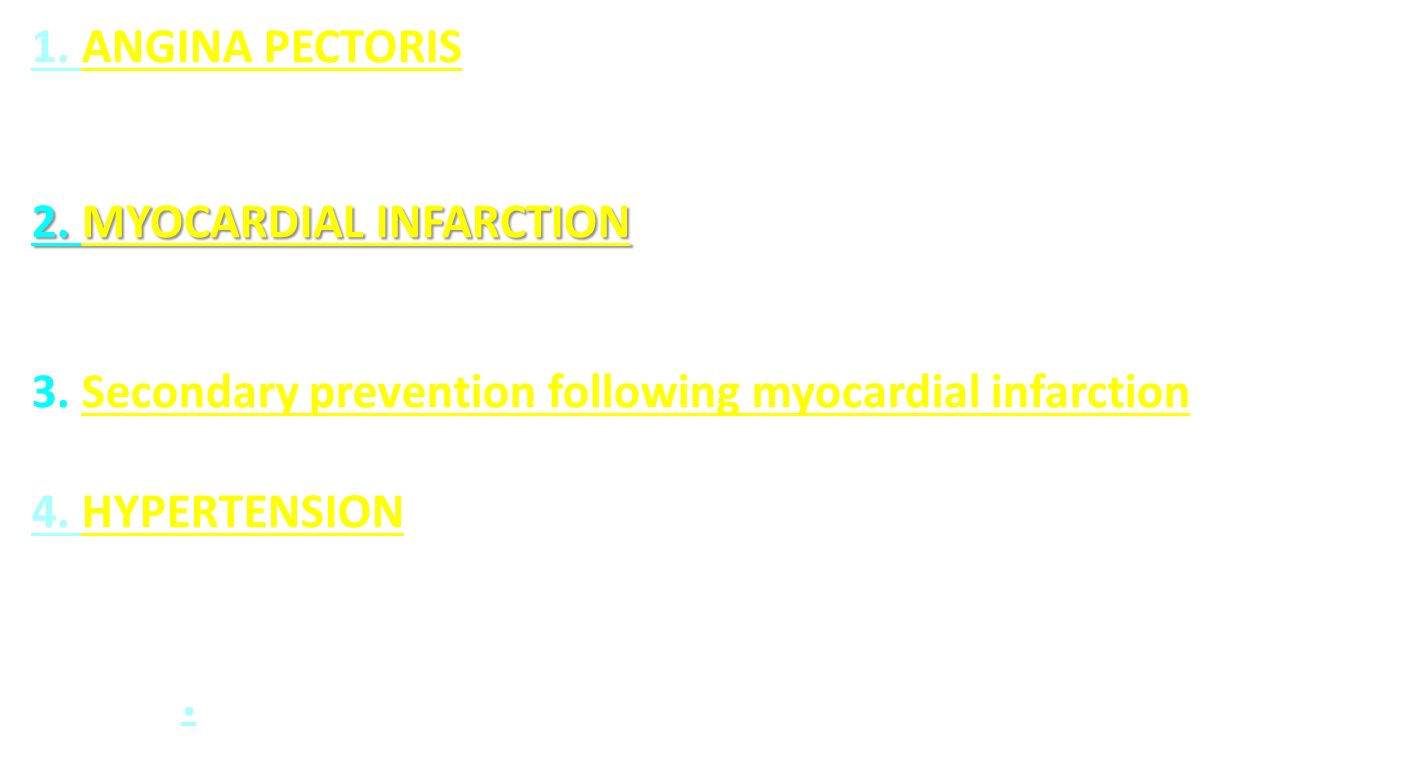 1. ANGINA PECTORIS
2. MYOCARDIAL INFARCTION
3. Secondary prevention following myocardial infarction
4. HYPERTENSION
.